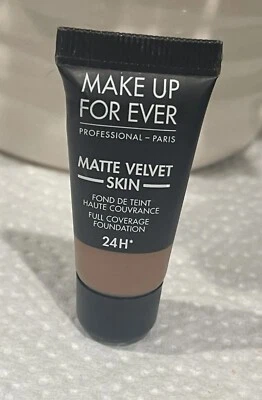 MAKE UP
FOR EVER
PROFESSIONAL – PARIS
MATTE VELVET
SKIN
FOND DE TEINT
HAUTE COUVRANCE
FULL COVERAGE
FOUNDATION
24H*